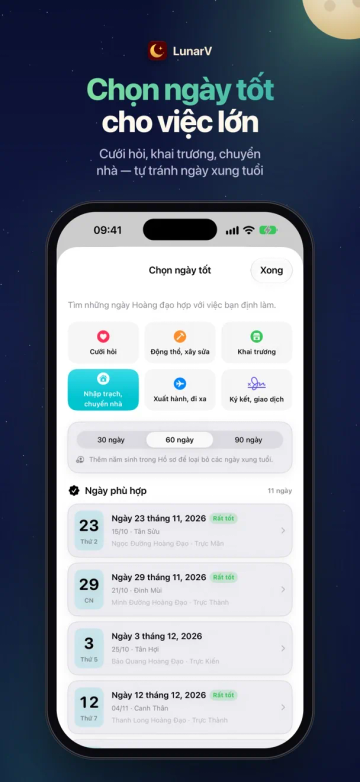 LunarV
Chọn ngày tốt
cho việc lớn
Cưới hỏi, khai trương, chuyển
nhà — tự tránh ngày xung tuổi
09:41
Chọn ngày tốt
Xong
Tìm những ngày Hoàng đạo hợp với việc bạn định làm.
Cưới hỏi
Động thổ, xây sửa
Khai trương
Nhập trạch,
chuyển nhà
Xuất hành, đi xa
Ký kết, giao dịch
30 ngày
60 ngày
90 ngày
Thêm năm sinh trong Hồ sơ để loại bỏ các ngày xung tuổi.
Ngày phù hợp
11 ngày
23
Thứ 2
Ngày 23 tháng 11, 2026
Rất tốt
15/10 · Tân Sửu
Ngọc Đường Hoàng Đạo · Trực Mãn
29
CN
Ngày 29 tháng 11, 2026
Rất tốt
21/10 · Đinh Mùi
Minh Đường Hoàng Đạo · Trực Thành
3
Thứ 5
Ngày 3 tháng 12, 2026
25/10 · Tân Hợi
Bảo Quang Hoàng Đạo · Trực Kiến
12
Thứ 7
Ngày 12 tháng 12, 2026
Rất tốt
04/11 · Canh Thân
Thanh Long Hoàng Đạo · Trực Thành